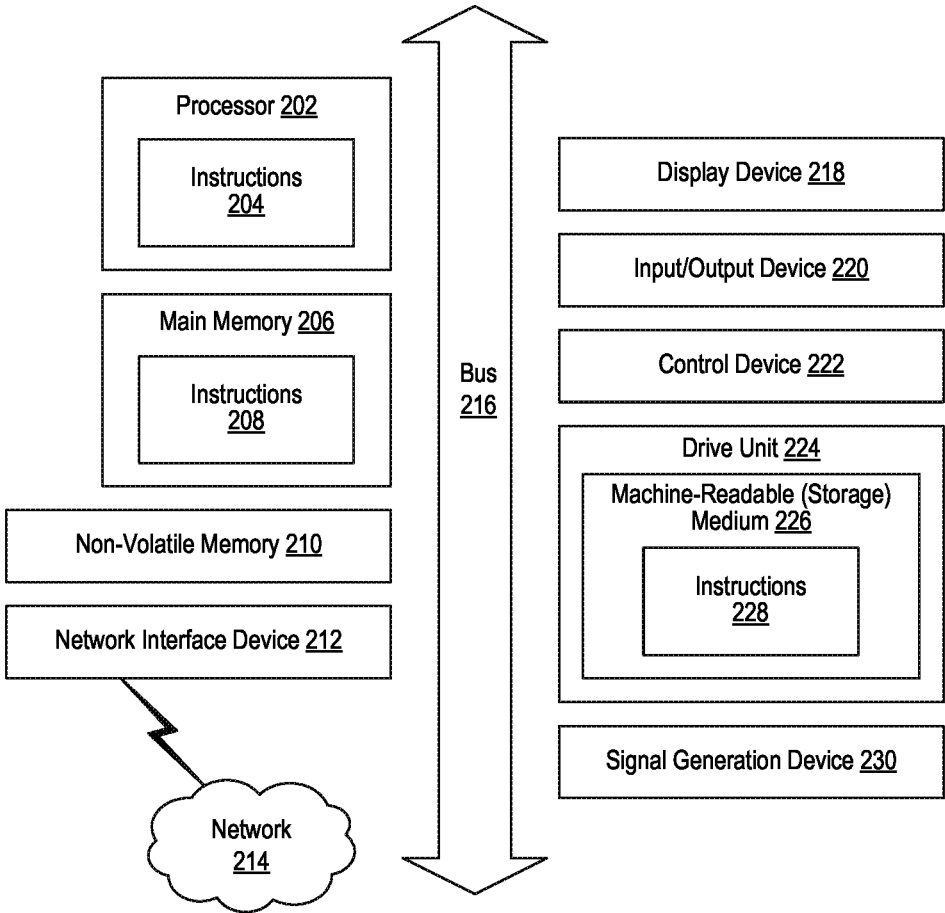 Processor 202
Instructions
204
Main Memory 206
Instructions
208
Non-Volatile Memory 210
Network Interface Device 212
Network
214
Bus
216
Display Device 218
Input/Output Device 220
Control Device 222
Drive Unit 224
Machine-Readable (Storage)
Medium 226
Instructions
228
Signal Generation Device 230